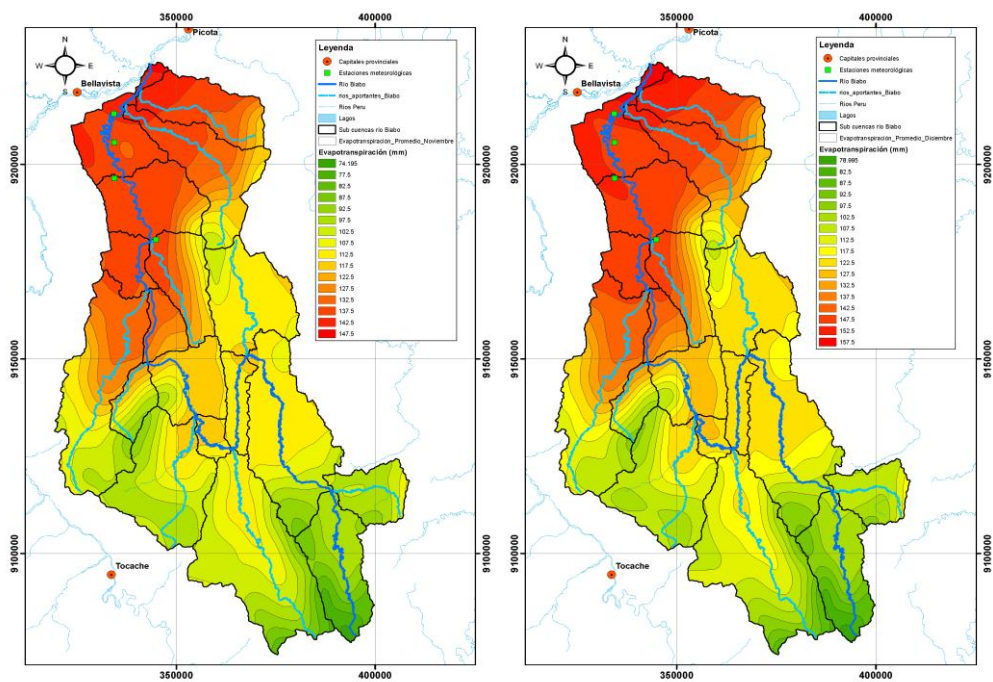 350000
400000
Picota
N
W
E
S
Bellavista
Leyenda
Capitales provinciales
Estaciones meteorológicas
Río Biabo
rios_aportantes_Biabo
Rios Peru
Lagos
Sub cuencas rio Biabo
Evapotranspiración_Promedio_Noviembre
Evapotranspiración (mm)
74.195
77.5
82.5
87.5
92.5
97.5
102.5
107.5
112.5
117.5
122.5
127.5
132.5
137.5
142.5
147.5
9200000
9150000
9100000
Tocache
350000
400000
350000
400000
Picota
N
W
E
S
Bellavista
Leyenda
Capitales provinciales
Estaciones meteorológicas
Río Biabo
rios_aportantes_Biabo
Rios Peru
Lagos
Sub cuencas río Biabo
Evapotranspiración_Promedio_Diciembre
Evapotranspiración (mm)
78.985
82.5
87.5
92.5
97.5
102.5
107.5
112.5
117.5
122.5
127.5
132.5
137.5
142.5
147.5
152.5
157.5
9200000
9150000
9100000
Tocache
350000
400000